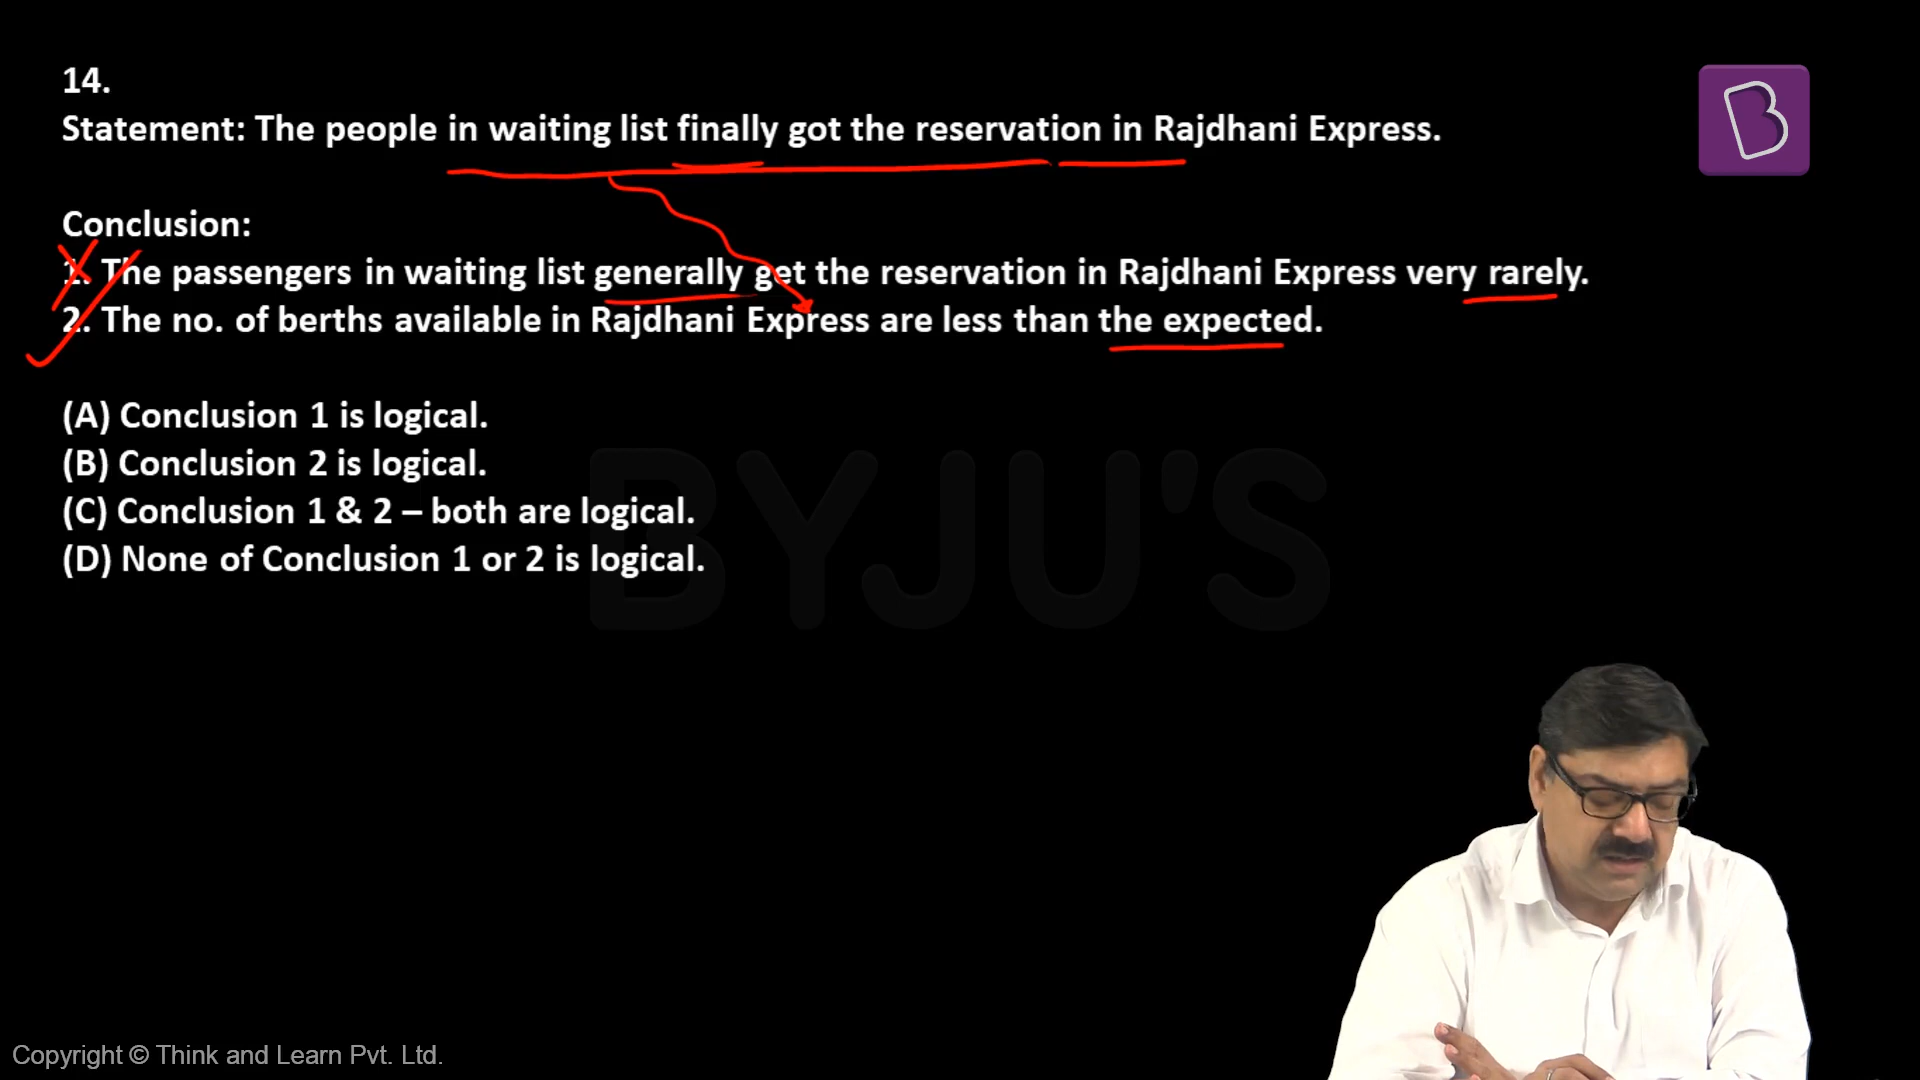 14.
Statement: The people in waiting list finally got the reservation in Rajdhani Express.
Conclusion:
1. The passengers in waiting list generally get the reservation in Rajdhani Express very rarely.
2. The no. of berths available in Rajdhani Express are less than the expected.
(A) Conclusion 1 is logical.
(B) Conclusion 2 is logical.
(C) Conclusion 1 & 2 – both are logical.
(D) None of Conclusion 1 or 2 is logical.
BYJU'S
Copyright © Think and Learn Pvt. Ltd.